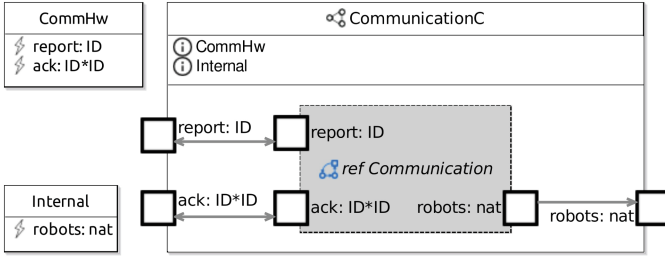 CommHw
report: ID
ack: ID*ID
CommunicationC
CommHw
Internal
report: ID
report: ID
ref Communication
ack: ID*ID
ack: ID*ID
robots: nat
robots: nat
Internal
robots: nat